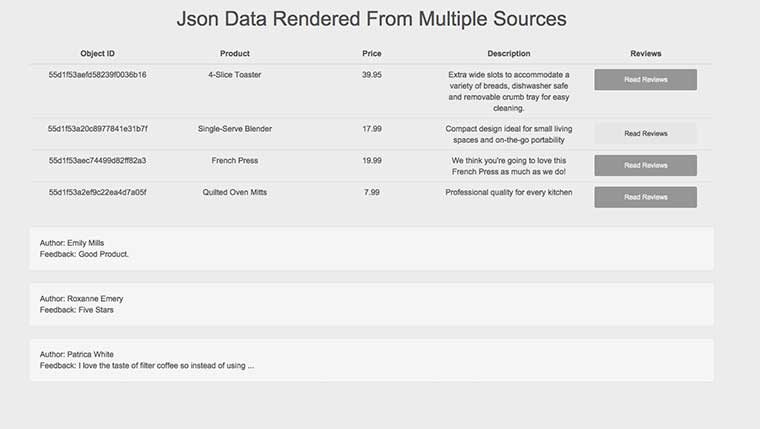 Json Data Rendered From Multiple Sources
Object ID Product Price Description Reviews
55d1f53aefd58239f0036b16 4-Slice Toaster 39.95 Extra wide slots to accommodate a Read Reviews
variety of breads, dishwasher safe
and removable crumb tray for easy
cleaning.
55d1f53a20c8977841e31b7f Single-Serve Blender 17.99 Compact design ideal for small living Read Reviews
spaces and on-the-go portability
55d1f53aec74499d82ff82a3 French Press 19.99 We think you're going to love this Read Reviews
French Press as much as we do!
55d1f53a2ef9c22ea4d7a05f Quilted Oven Mitts 7.99 Professional quality for every kitchen Read Reviews
Author: Emily Mills
Feedback: Good Product.
Author: Roxanne Emery
Feedback: Five Stars
Author: Patrica White
Feedback: I love the taste of filter coffee so instead of using ...